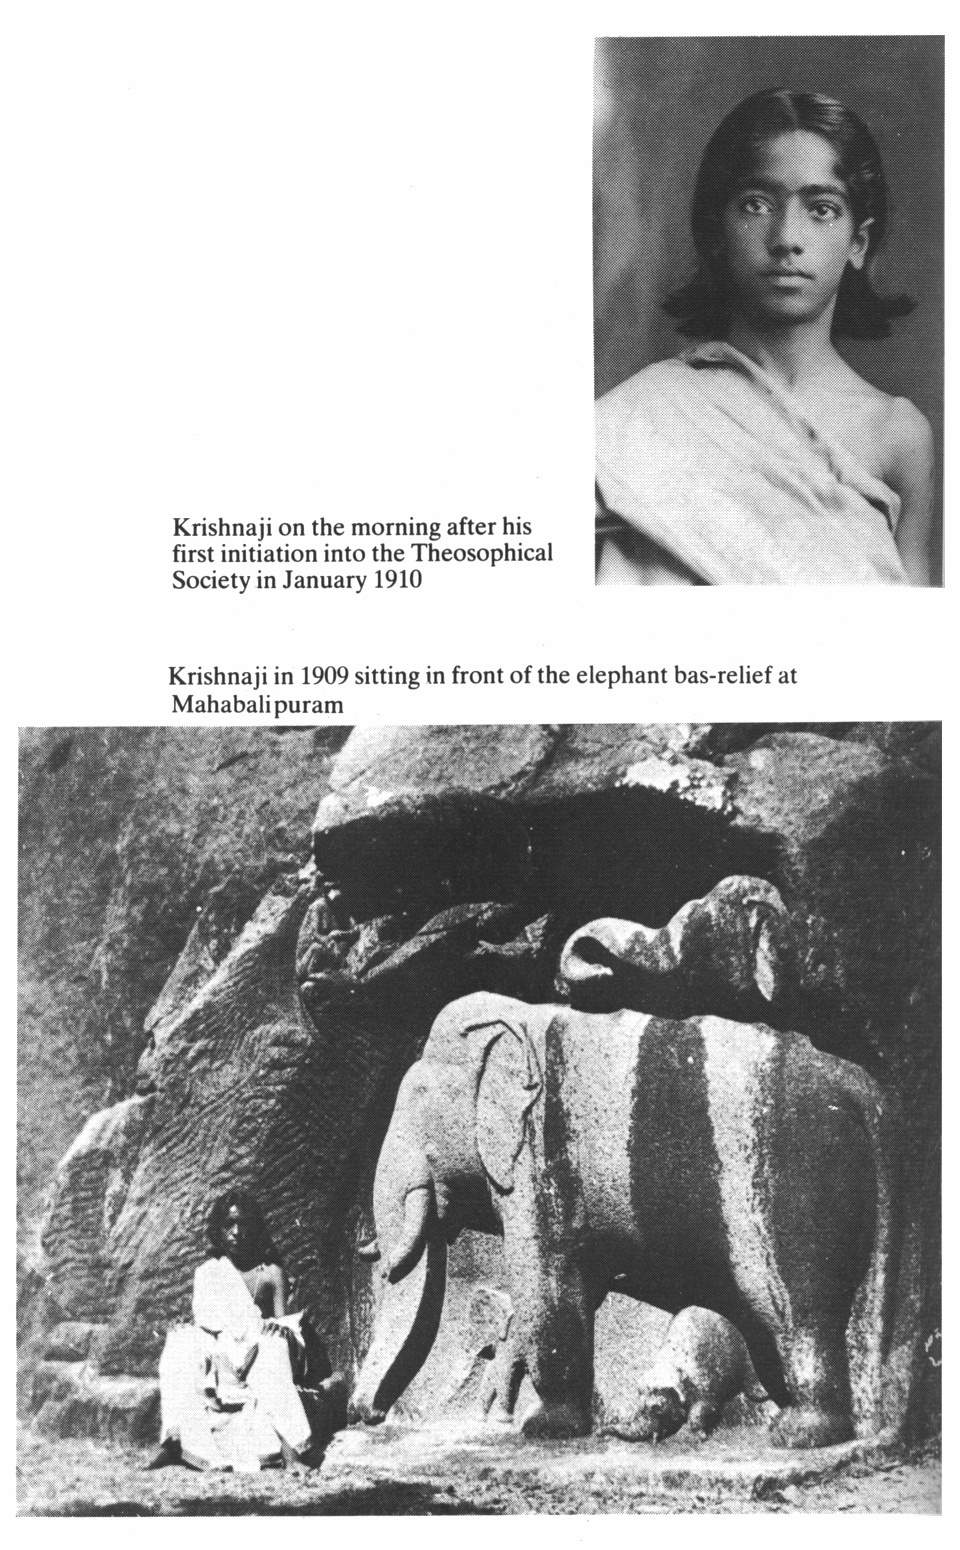 Krishnaji on the morning after his
first initiation into the Theosophical
Society in January 1910
Krishnaji in 1909 sitting in front of the elephant bas-relief at
Mahabalipuram